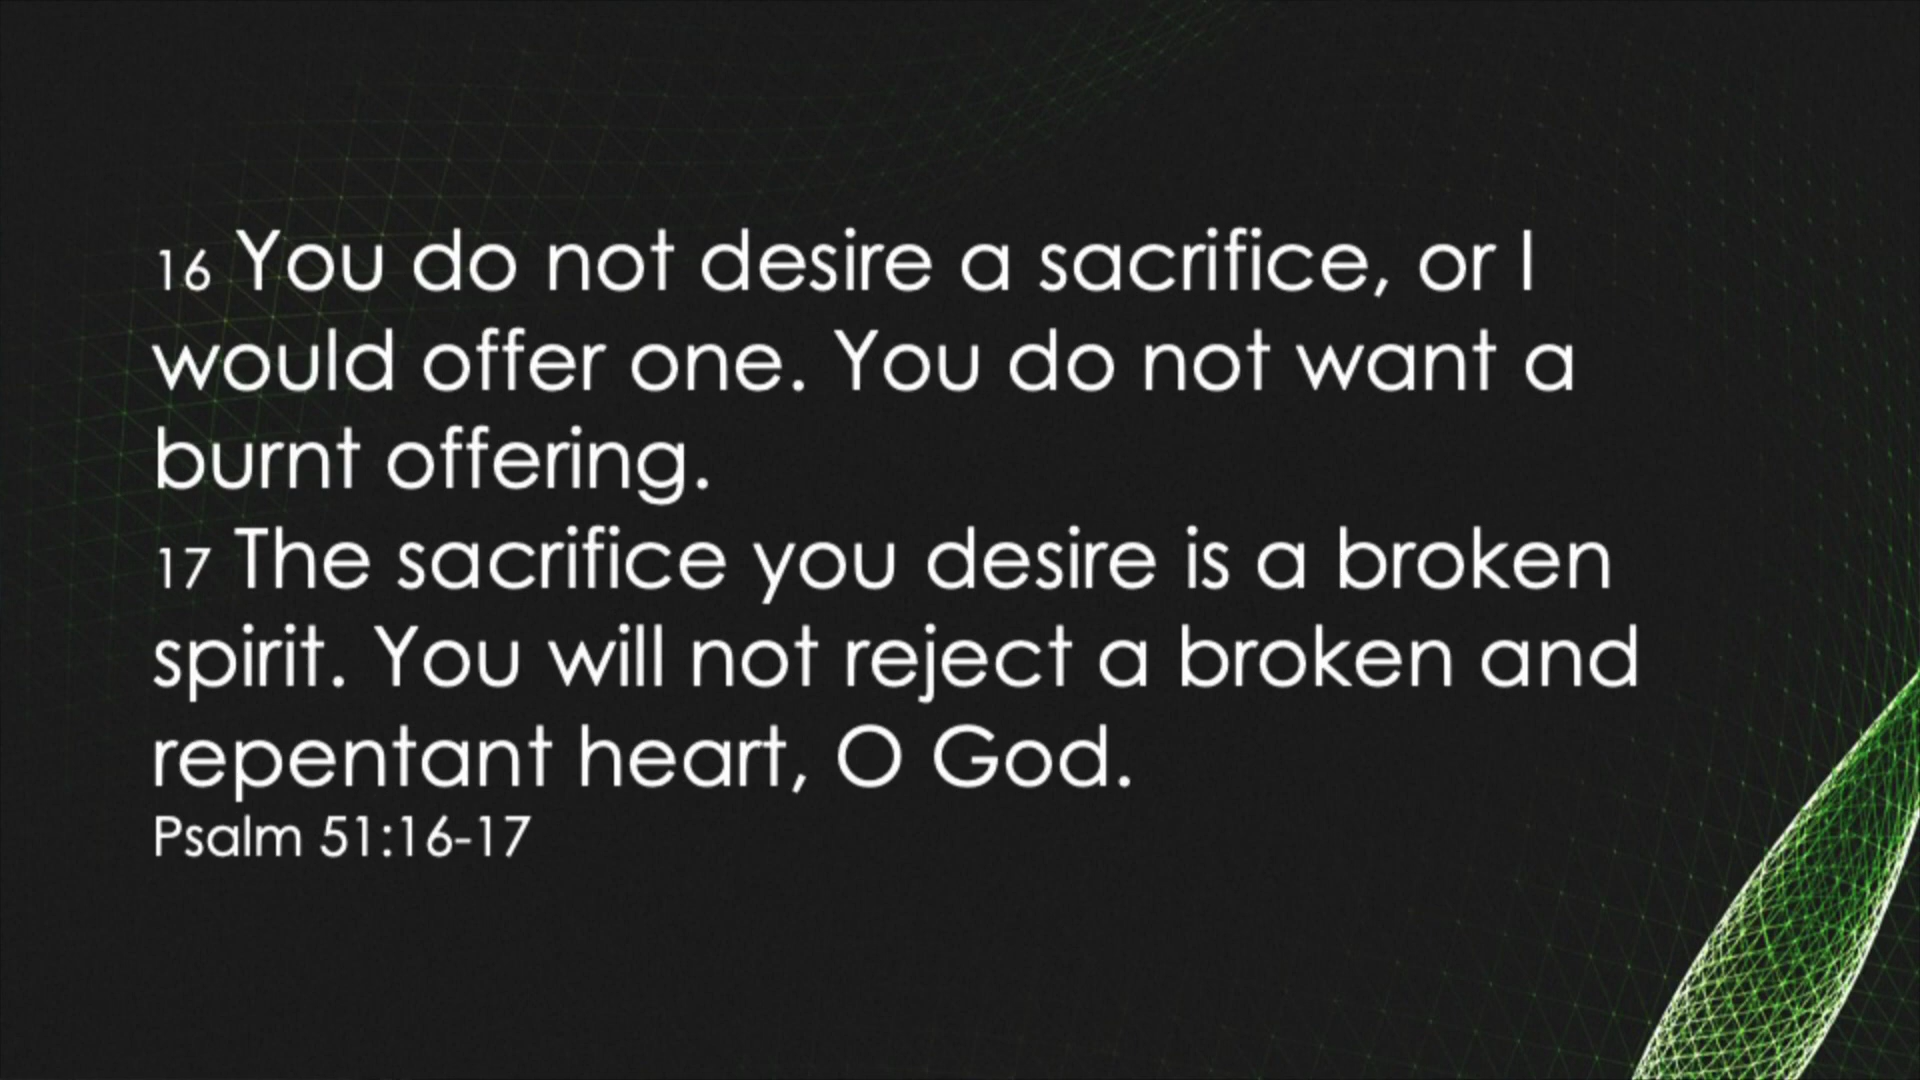 16 You do not desire a sacrifice, or I
would offer one. You do not want a
burnt offering.
17 The sacrifice you desire is a broken
spirit. You will not reject a broken and
repentant heart, O God.
Psalm 51:16-17